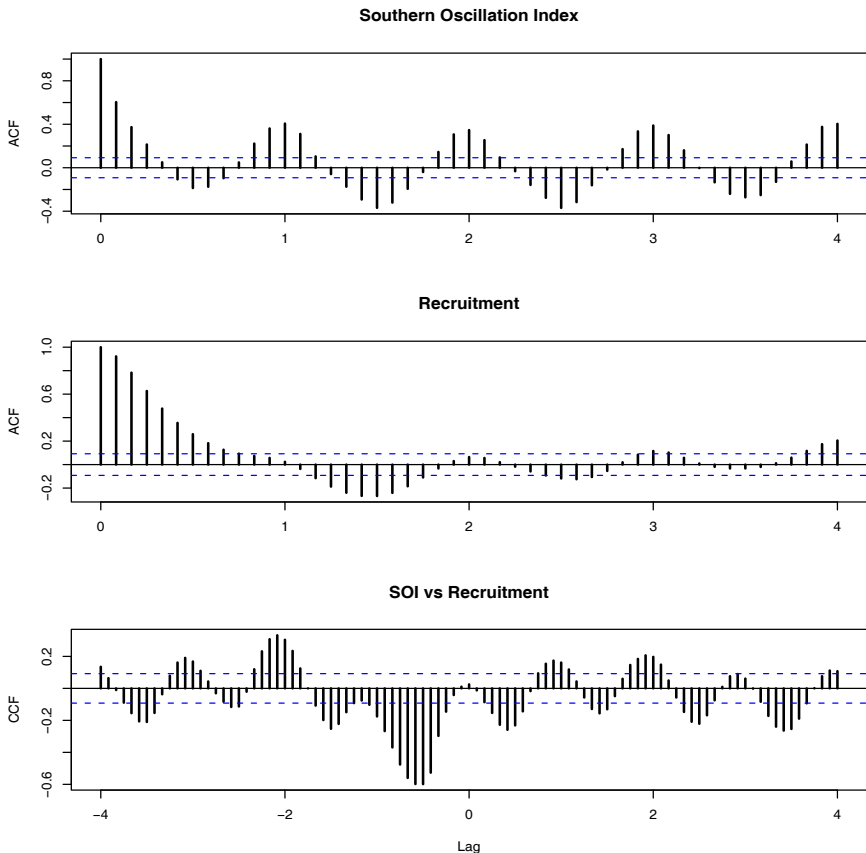 Southern Oscillation Index
ACF
0.8
0.4
0.0
−0.4
0 1 2 3 4
Recruitment
ACF
1.0
0.6
0.2
−0.2
0 1 2 3 4
SOI vs Recruitment
CCF
0.2
−0.2
−0.6
−4 −2 0 2 4
Lag